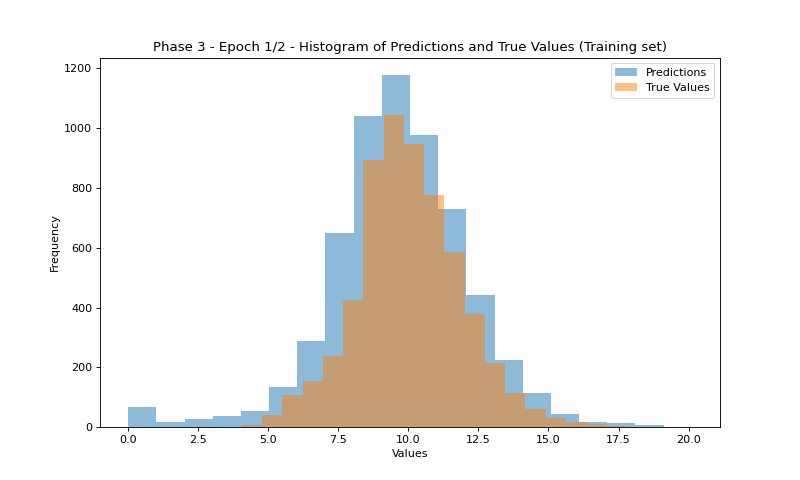 Phase 3 - Epoch 1/2 - Histogram of Predictions and True Values (Training set)
Predictions
True Values
1200
1000
800
600
400
200
0
Frequency
0.0 2.5 5.0 7.5 10.0 12.5 15.0 17.5 20.0
Values